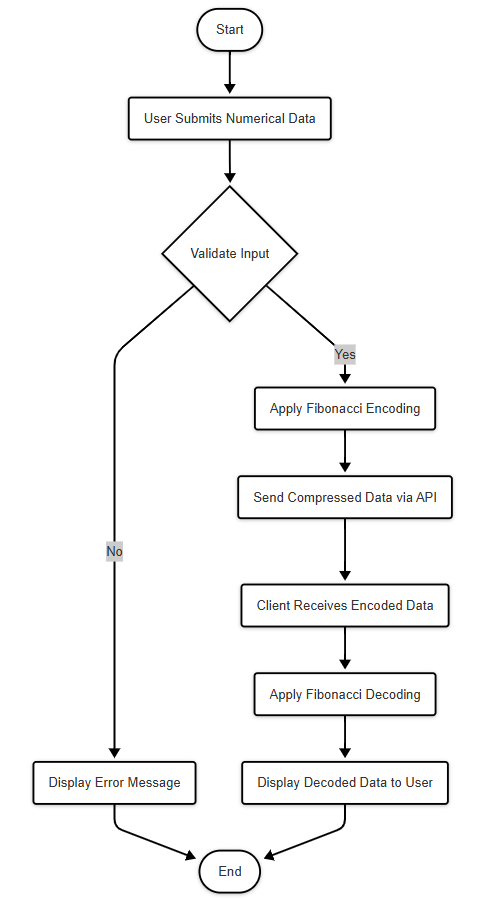 Start
User Submits Numerical Data
Validate Input
Yes
Apply Fibonacci Encoding
Send Compressed Data via API
No
Client Receives Encoded Data
Apply Fibonacci Decoding
Display Error Message
Display Decoded Data to User
End